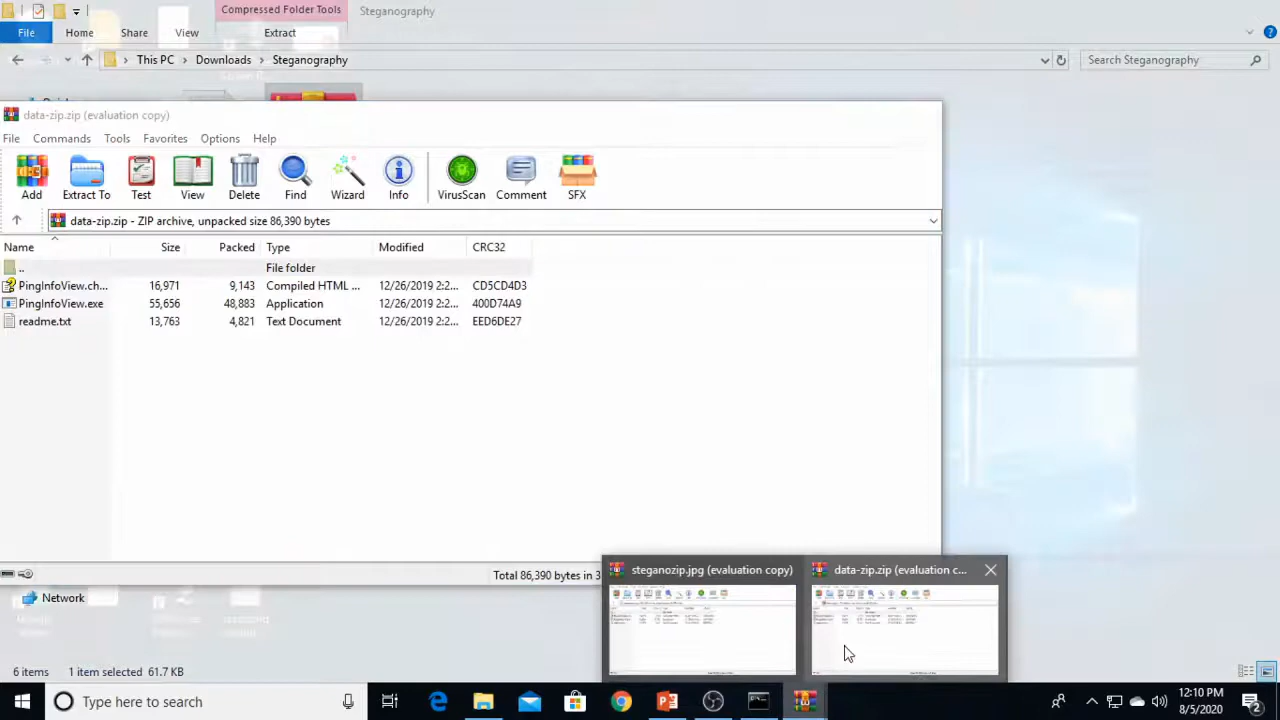 Compressed Folder Tools Steganography
File Home Share View Extract
This PC Downloads Steganography Search Steganography
data-zip.zip (evaluation copy)
File Commands Tools Favorites Options Help
Add Extract To Test View Delete Find Wizard Info VirusScan Comment SFX
data-zip.zip - ZIP archive, unpacked size 86,390 bytes
Name Size Packed Type Modified CRC32
.. File folder
PingInfoView.ch... 16,971 9,143 Compiled HTML ... 12/26/2019 2:2... CD5CD4D3
PingInfoView.exe 55,656 48,883 Application 12/26/2019 2:2... 400D74A9
readme.txt 13,763 4,821 Text Document 12/26/2019 2:2... EED6DE27
Total 86,390 bytes in 3
steganozip.jpg (evaluation copy) data-zip.zip (evaluation c...
Network
6 items 1 item selected 61.7 KB
Type here to search
12:10 PM
8/5/2020
2